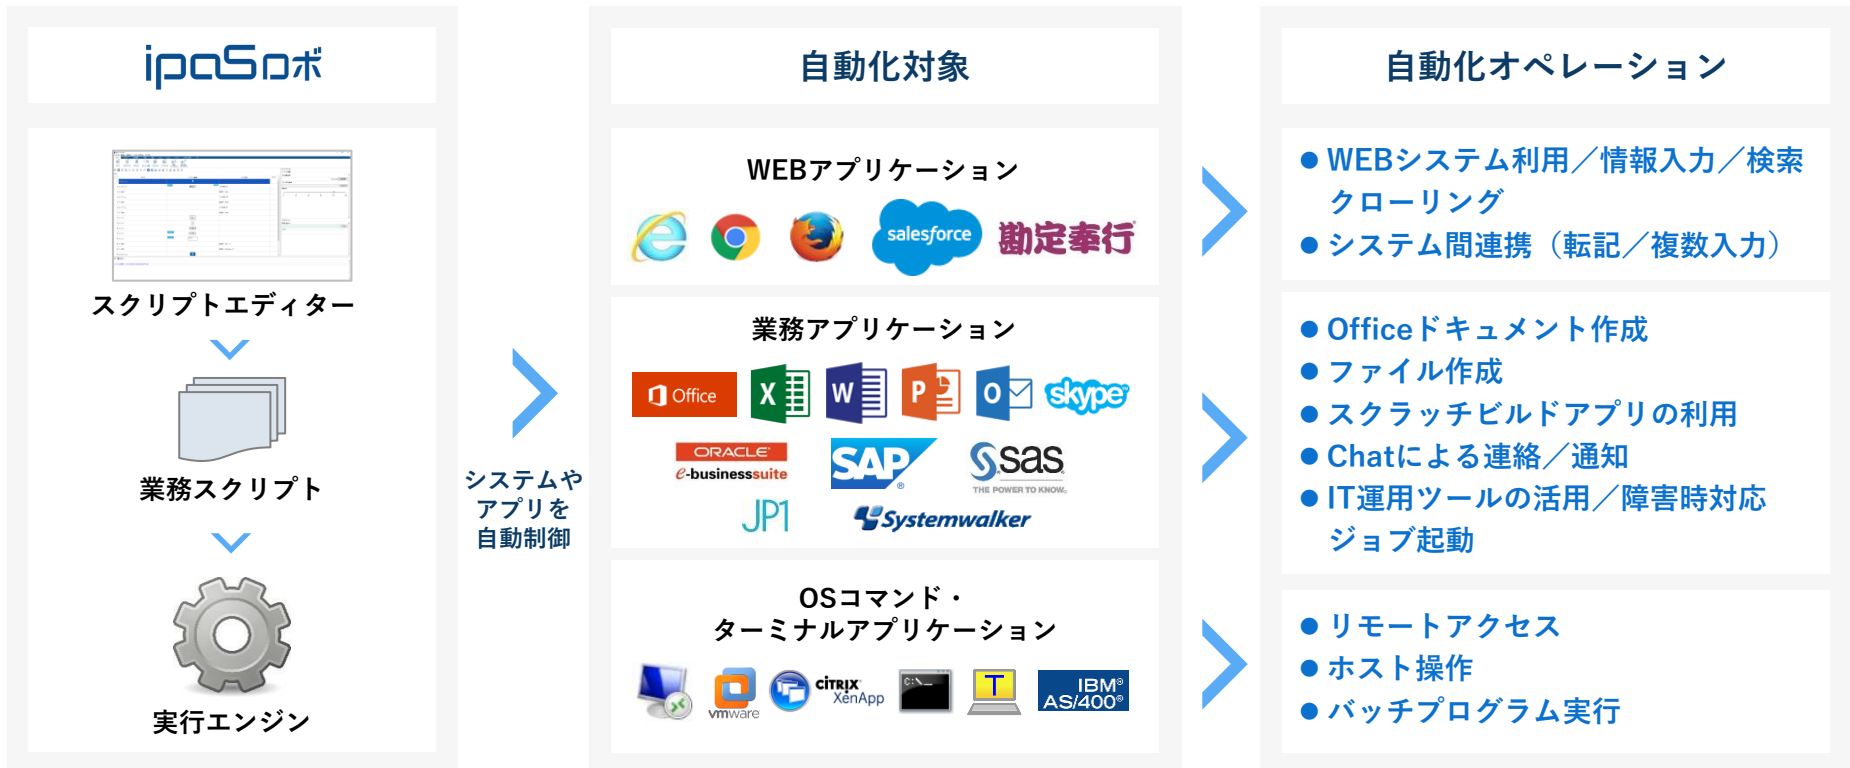 ipaSロボ
スクリプトエディター
業務スクリプト
実行エンジン
システムや
アプリを
自動制御
自動化対象
WEBアプリケーション
salesforce
勘定奉行
業務アプリケーション
Office
X
W
P
O
skype
ORACLE
e-businesssuite
SAP
sas
THE POWER TO KNOW.
JP1
Systemwalker
OSコマンド・
ターミナルアプリケーション
vmware
CITRIX
XenApp
C:\_
T
IBM®
AS/400®
自動化オペレーション
● WEBシステム利用／情報入力／検索
クローリング
● システム間連携（転記／複数入力）
● Officeドキュメント作成
● ファイル作成
● スクラッチビルドアプリの利用
● Chatによる連絡／通知
● IT運用ツールの活用／障害時対応
ジョブ起動
● リモートアクセス
● ホスト操作
● バッチプログラム実行